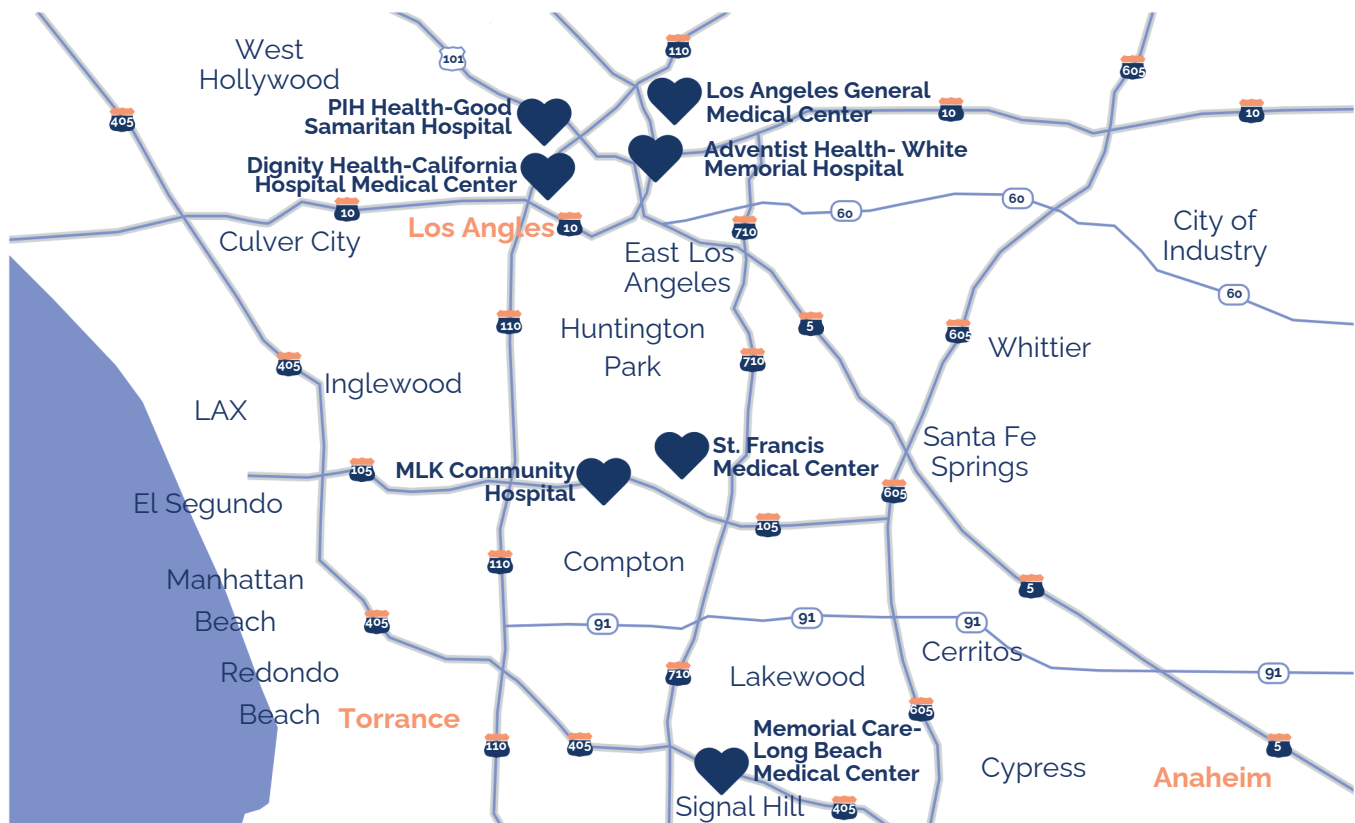 West
Hollywood
101
110
605
405
PIH Health-Good
Samaritan Hospital
Los Angeles General
Medical Center
10
10
Dignity Health-California
Hospital Medical Center
Adventist Health- White
Memorial Hospital
10
Los Angles
10
710
60
60
City of
Industry
60
Culver City
East Los
Angeles
110
Huntington
Park
5
605
Whittier
405
710
Inglewood
LAX
105
MLK Community
Hospital
St. Francis
Medical Center
Santa Fe
Springs
605
El Segundo
105
110
Compton
5
Manhattan
Beach
405
91
91
91
Cerritos
Redondo
Beach
Torrance
710
Lakewood
91
605
110
405
Memorial Care-
Long Beach
Medical Center
5
Cypress
Anaheim
Signal Hill
405